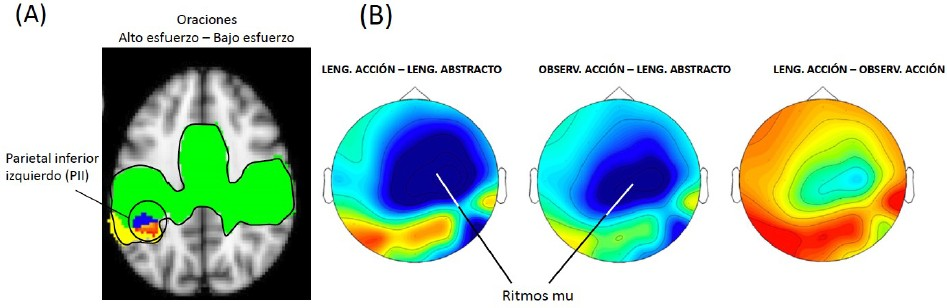 (A)
Oraciones
Alto esfuerzo – Bajo esfuerzo
Parietal inferior
izquierdo (PII)
(B)
LENG. ACCIÓN – LENG. ABSTRACTO
OBSERV. ACCIÓN – LENG. ABSTRACTO
LENG. ACCIÓN – OBSERV. ACCIÓN
Ritmos mu